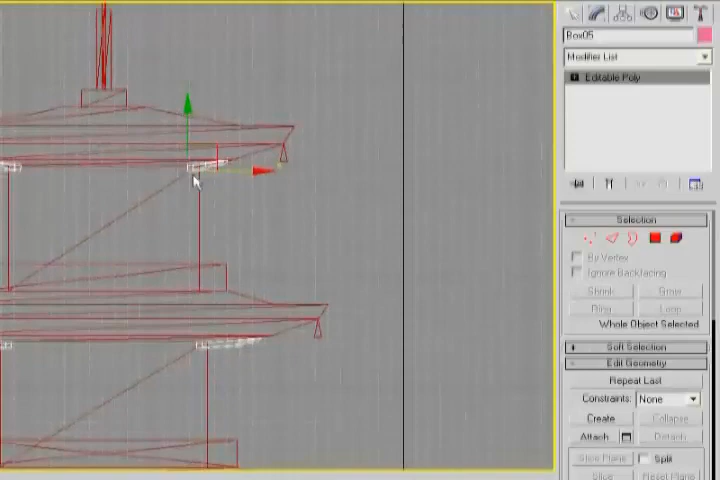 Box05
Modifier List
Editable Poly
Selection
By Vertex
Ignore Backfacing
Shrink Grow
Ring Loop
Whole Object Selected
Soft Selection
Edit Geometry
Repeat Last
Constraints: None
Create Collapse
Attach Detach
Slice Plane Split
Slice Reset Plane